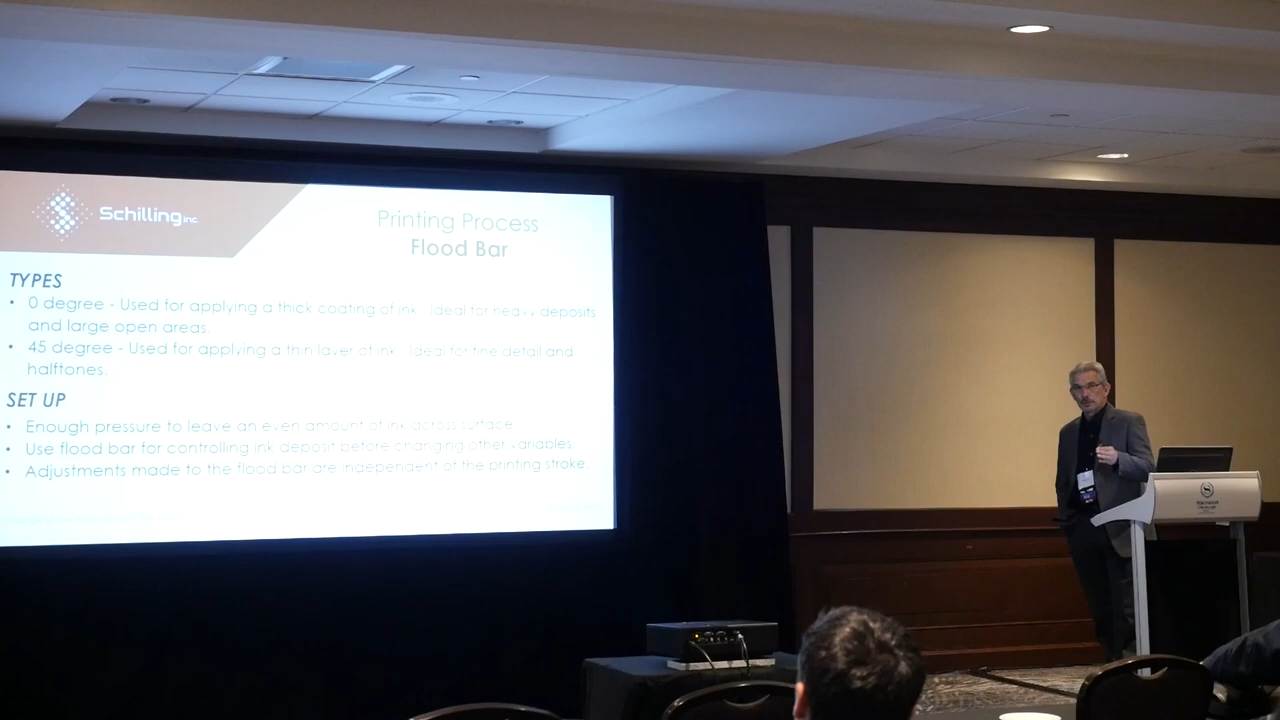 Schilling inc.
Printing Process
Flood Bar
TYPES
• 0 degree - Used for applying a thick coating of ink. Ideal for heavy deposits
and large open areas.
• 45 degree - Used for applying a thin layer of ink. Ideal for fine detail and
halftones.
SET UP
• Enough pressure to leave an even amount of ink across surface.
• Use flood bar for controlling ink deposit before changing other variables.
• Adjustments made to the flood bar are independent of the printing stroke.
S
Sheraton